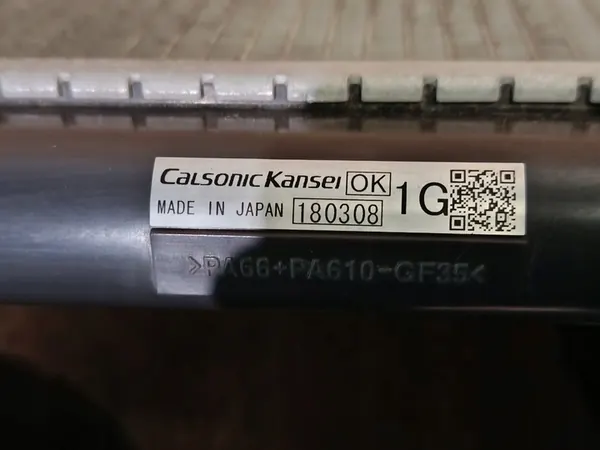 Calsonic Kansei OK 1G
MADE IN JAPAN 180308
>PA66+PA610-GF35<